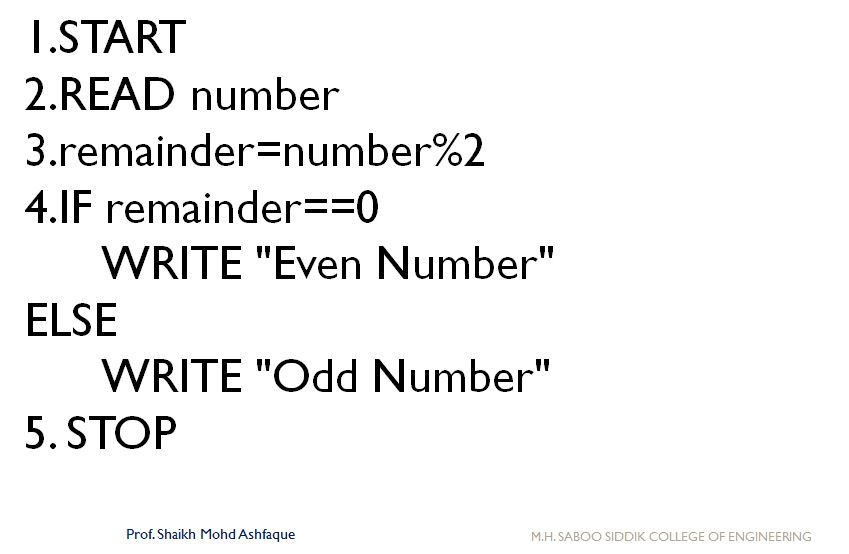 1.START
2.READ number
3.remainder=number%2
4.IF remainder==0
WRITE "Even Number"
ELSE
WRITE "Odd Number"
5. STOP
Prof. Shaikh Mohd Ashfaque
M.H. SABOO SIDDIK COLLEGE OF ENGINEERING